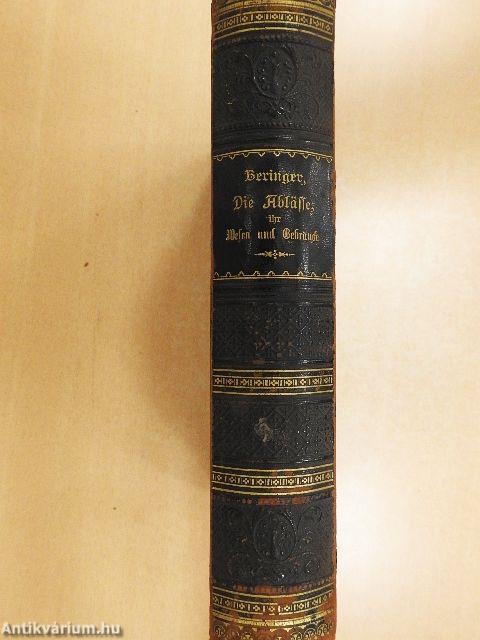 Beringer,
Die Ablässe,
ihr
Wesen und Gebrauch.
Antikvárium.hu